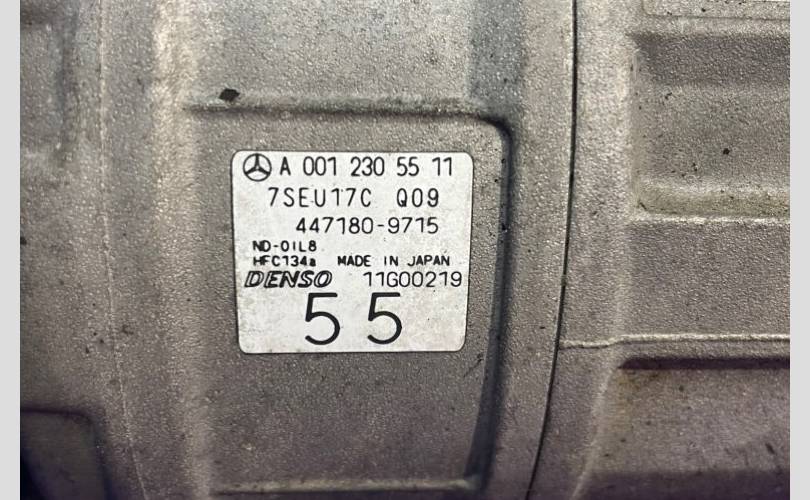 A 001 230 55 11
7SEU17C Q09
447180-9715
ND-OIL8
HFC134a MADE IN JAPAN
DENSO 11G00219
55